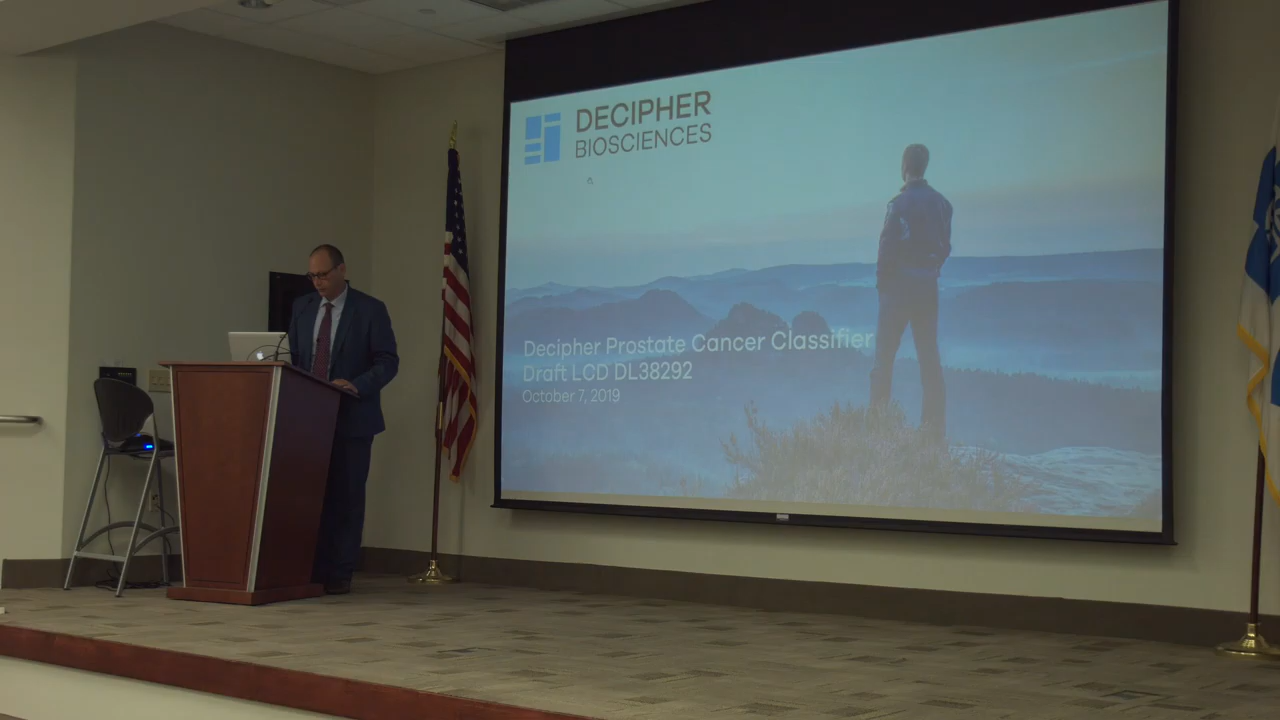 DECIPHER
BIOSCIENCES
Decipher Prostate Cancer Classifier
Draft LCD DL38292
October 7, 2019